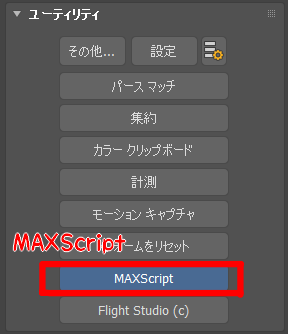 ユーティリティ
その他...
設定
パース マッチ
集約
カラー クリップボード
計測
モーション キャプチャ
ームをリセット
MAXScript
MAXScript
Flight Studio (c)